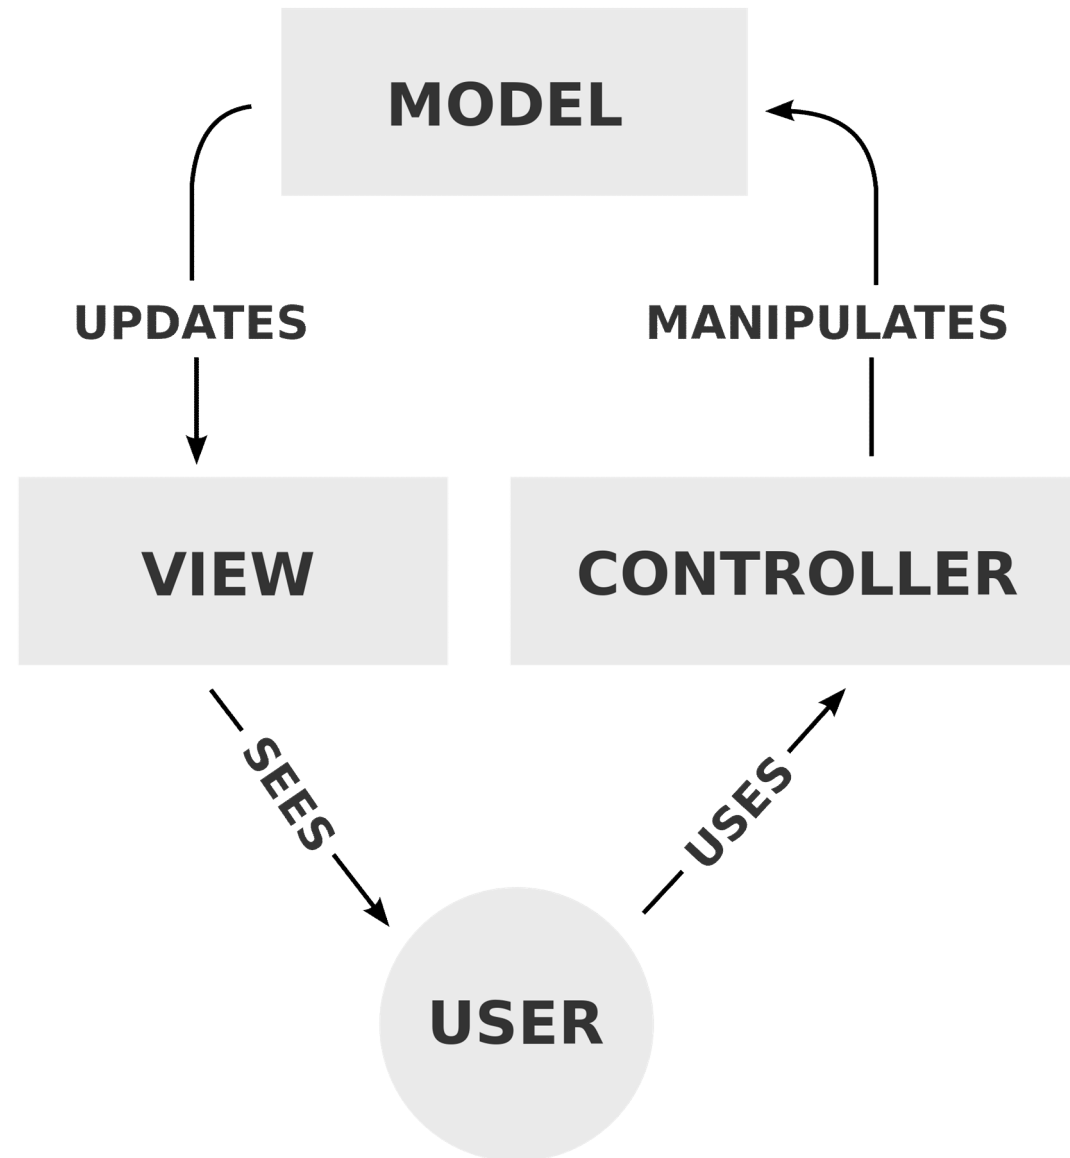 MODEL
UPDATES
MANIPULATES
VIEW
CONTROLLER
SEES
USES
USER